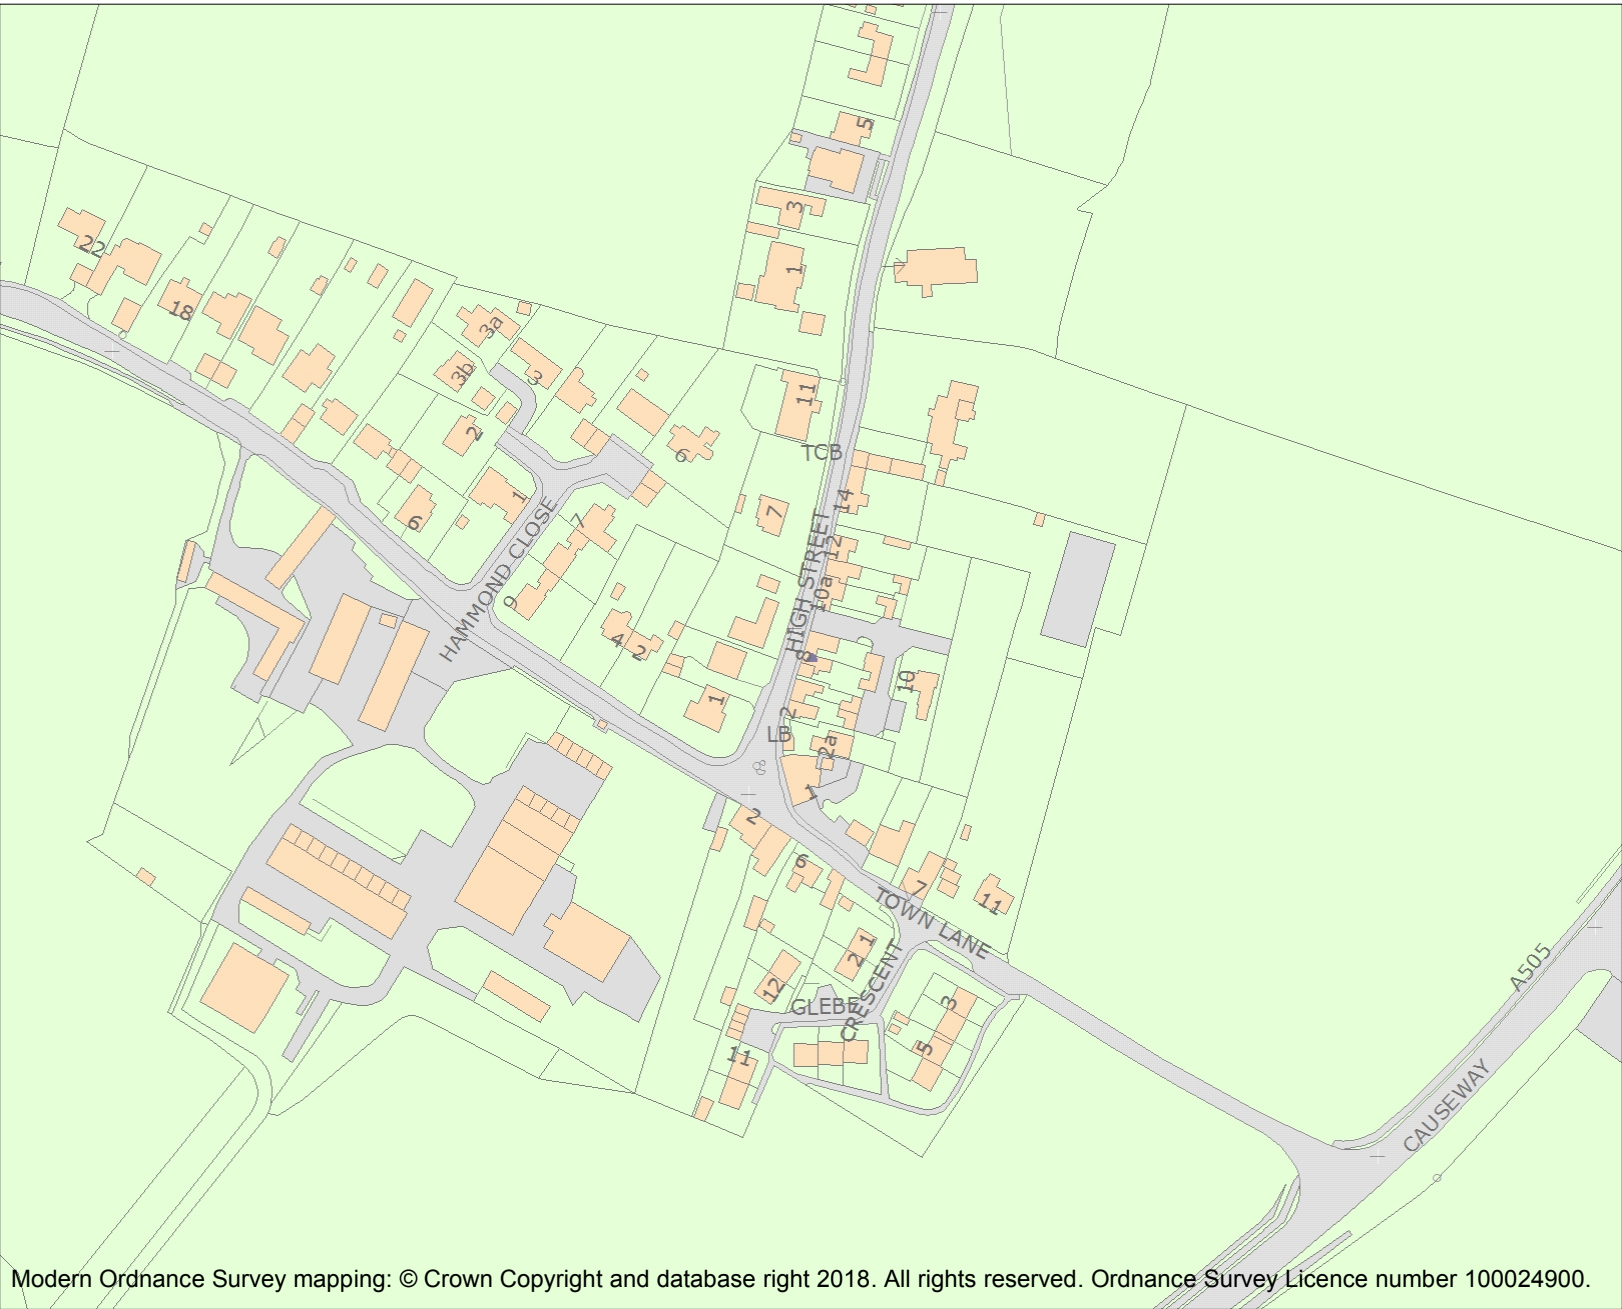 5
3
1
22
18
3a
3b
3
2
11
TCB
6
1
7
14
6
7
12
HIGH STREET
10a
HAMMOND CLOSE
9
4
2
8
10
1
2
LB
2a
1
2
6
7
11
TOWN LANE
1
2
12
GLEBE
CRESCENT
3
5
11
A505
CAUSEWAY
Modern Ordnance Survey mapping: © Crown Copyright and database right 2018. All rights reserved. Ordnance Survey Licence number 100024900.